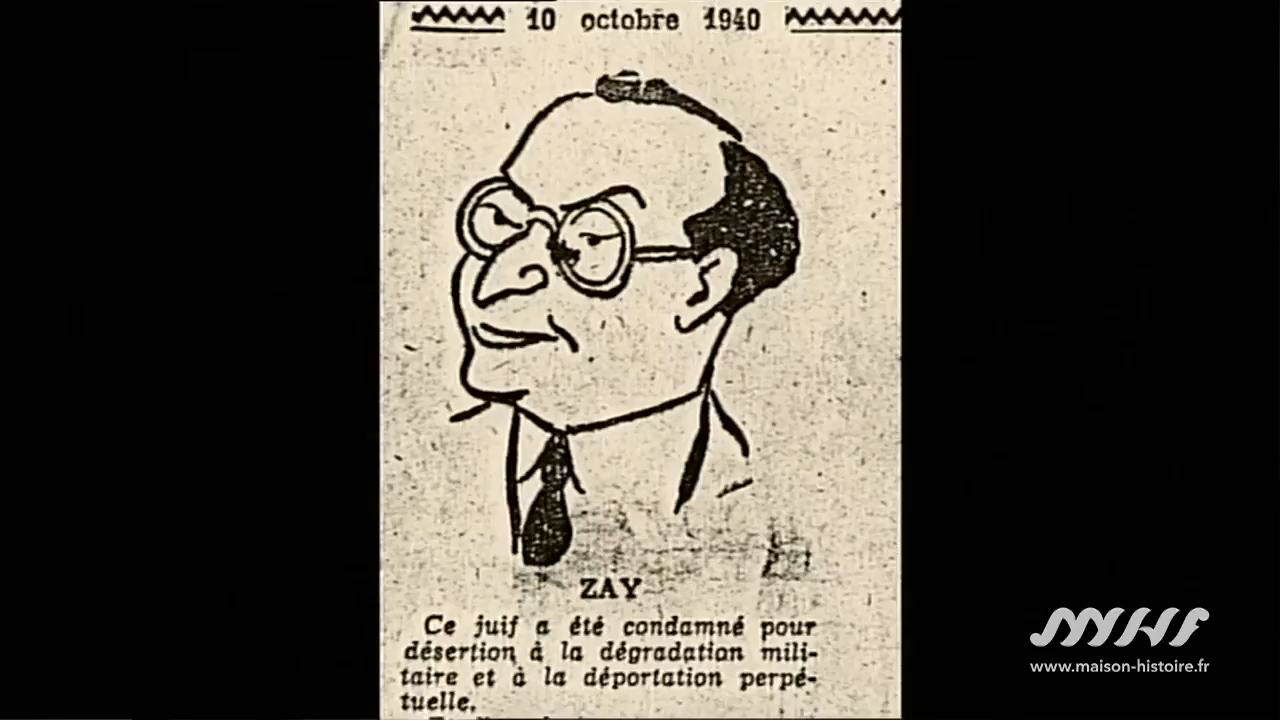 10 octobre 1940
ZAY
Ce juif a été condamné pour
désertion à la dégradation mili-
taire et à la déportation perpé-
tuelle.
MHF
www.maison-histoire.fr